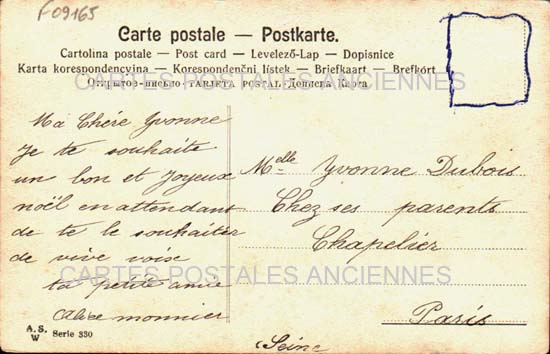 F09165
Carte postale — Postkarte.
Cartolina postale — Post card — Levelező-Lap — Dopisnice
Karta korespondencyjna — Korespondenční lístek — Briefkaart — Brefkort
Открытое письмо — TARJETA POSTAL — Дописна Карта
CARTES POSTALES ANCIENNES
Ma Chére Yvonne
Je te souhaite
un bon et Joyeux
noël en attendant
de te le souhaiter
de vive voix
ta petite amie
Alice monnier
Melle Yvonne Dubois
Chez ses parents
Chapelier
Paris
(Seine
CARTES POSTALES ANCIENNES
A.S.
W Serie 330